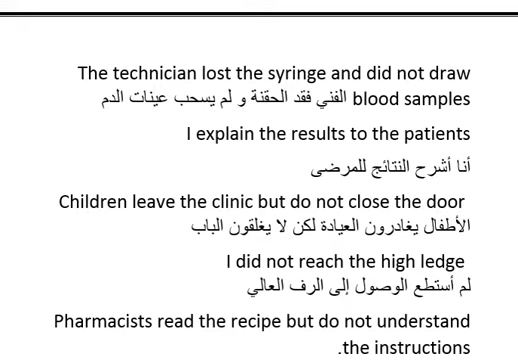 The technician lost the syringe and did not draw
blood samples الفني فقد الحقنة و لم يسحب عينات الدم
I explain the results to the patients
أنا أشرح النتائج للمرضى
Children leave the clinic but do not close the door
الأطفال يغادرون العيادة لكن لا يغلقون الباب
I did not reach the high ledge
لم أستطع الوصول إلى الرف العالي
Pharmacists read the recipe but do not understand
the instructions.